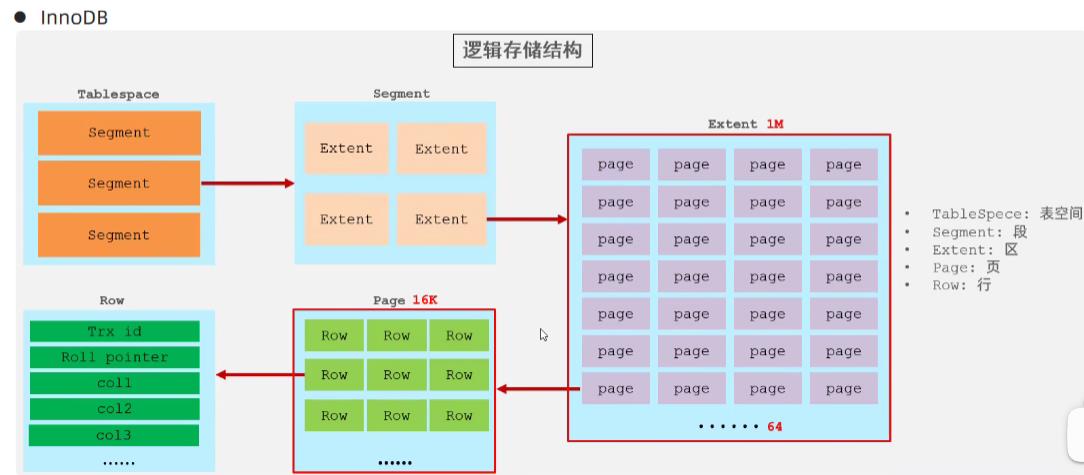 ● InnoDB
逻辑存储结构
Tablespace
Segment
Segment
Segment
Segment
Extent Extent
Extent Extent
Extent 1M
page page page page
page page page page
page page page page
page page page page
page page page page
page page page page
page page page page
······ 64
• TableSpece: 表空间
• Segment: 段
• Extent: 区
• Page: 页
• Row: 行
Row
Trx id
Roll pointer
col1
col2
col3
······
Page 16K
Row Row Row
Row Row Row
Row Row Row
······